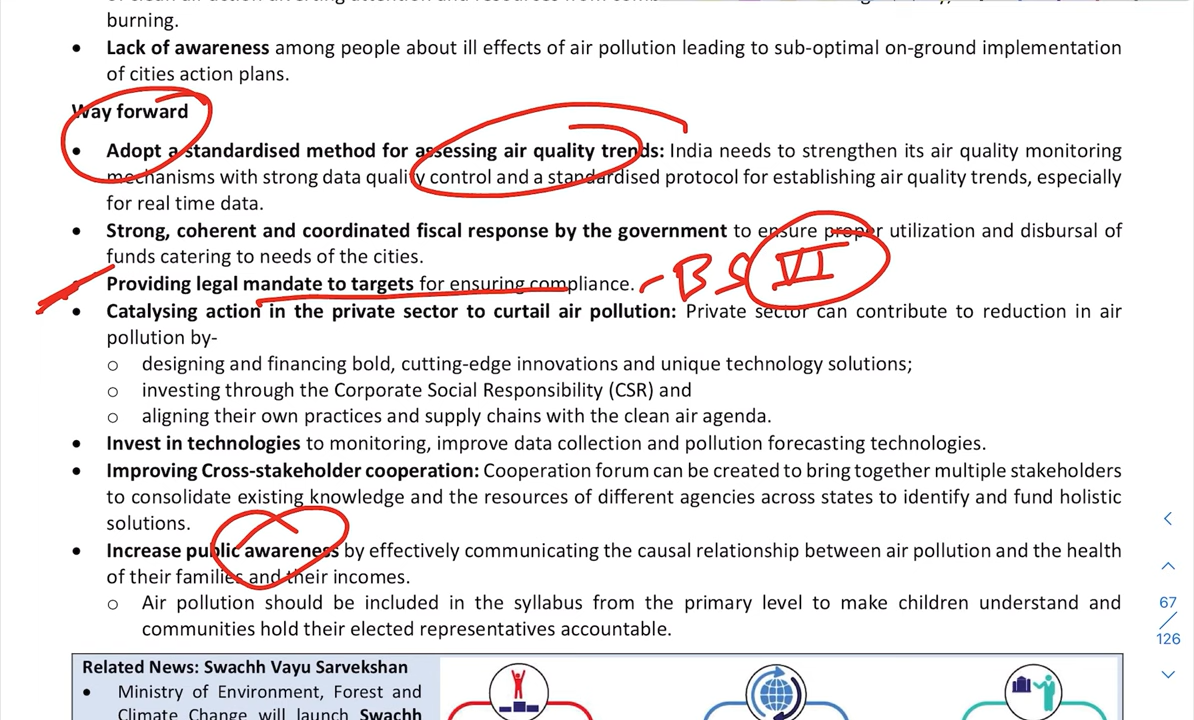 burning.
• Lack of awareness among people about ill effects of air pollution leading to sub-optimal on-ground implementation
of cities action plans.
Way forward
• Adopt a standardised method for assessing air quality trends: India needs to strengthen its air quality monitoring
mechanisms with strong data quality control and a standardised protocol for establishing air quality trends, especially
for real time data.
• Strong, coherent and coordinated fiscal response by the government to ensure proper utilization and disbursal of
funds catering to needs of the cities.
• Providing legal mandate to targets for ensuring compliance. - BS VI
• Catalysing action in the private sector to curtail air pollution: Private sector can contribute to reduction in air
pollution by-
o designing and financing bold, cutting-edge innovations and unique technology solutions;
o investing through the Corporate Social Responsibility (CSR) and
o aligning their own practices and supply chains with the clean air agenda.
• Invest in technologies to monitoring, improve data collection and pollution forecasting technologies.
• Improving Cross-stakeholder cooperation: Cooperation forum can be created to bring together multiple stakeholders
to consolidate existing knowledge and the resources of different agencies across states to identify and fund holistic
solutions.
• Increase public awareness by effectively communicating the causal relationship between air pollution and the health
of their families and their incomes.
o Air pollution should be included in the syllabus from the primary level to make children understand and
communities hold their elected representatives accountable.
67
/
126
Related News: Swachh Vayu Sarvekshan
• Ministry of Environment, Forest and
Climate Change will launch Swachh